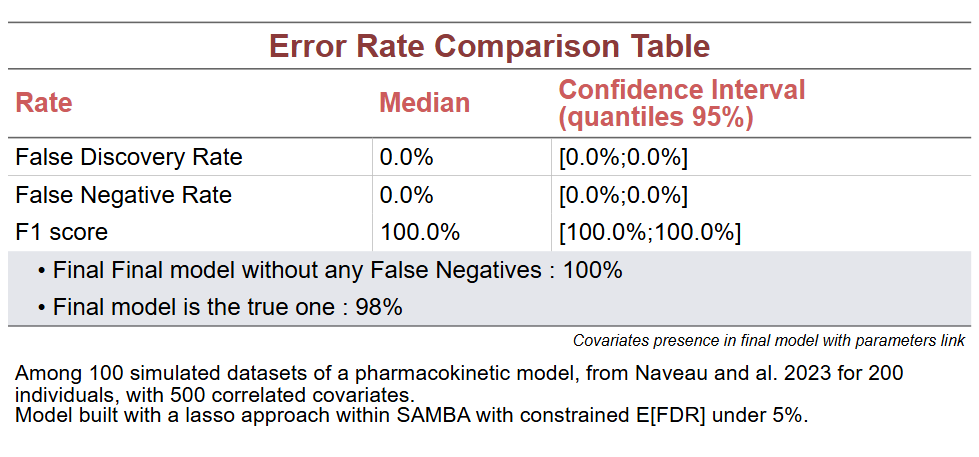 Error Rate Comparison Table
Rate Median Confidence Interval
(quantiles 95%)
False Discovery Rate 0.0% [0.0%;0.0%]
False Negative Rate 0.0% [0.0%;0.0%]
F1 score 100.0% [100.0%;100.0%]
• Final Final model without any False Negatives : 100%
• Final model is the true one : 98%
Covariates presence in final model with parameters link
Among 100 simulated datasets of a pharmacokinetic model, from Naveau and al. 2023 for 200
individuals, with 500 correlated covariates.
Model built with a lasso approach within SAMBA with constrained E[FDR] under 5%.